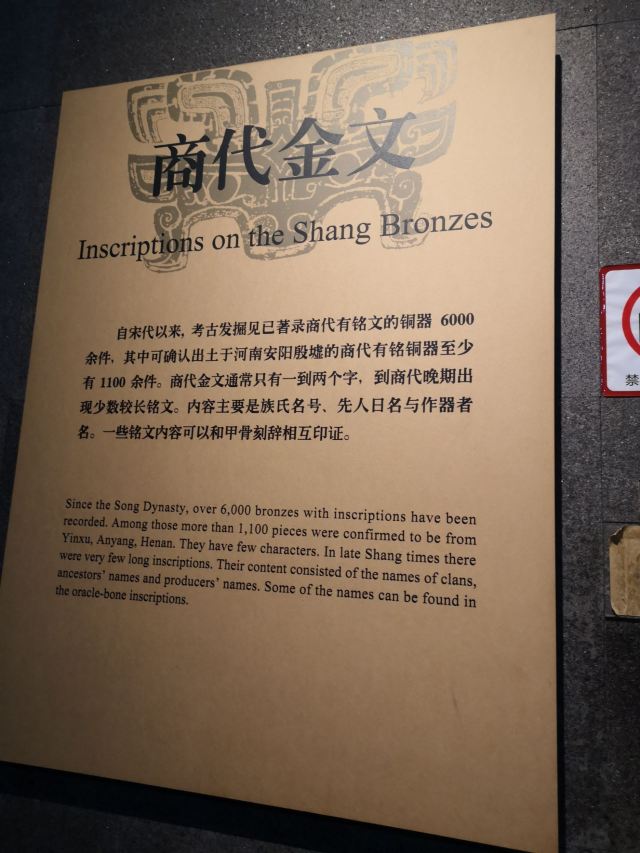 商代金文
Inscriptions on the Shang Bronzes
自宋代以来，考古发掘见已著录商代有铭文的铜器 6000
余件，其中可确认出土于河南安阳殷墟的商代有铭铜器至少
有 1100 余件。商代金文通常只有一到两个字，到商代晚期出
现少数较长铭文。内容主要是族氏名号、先人日名与作器者
名。一些铭文内容可以和甲骨刻辞相互印证。
Since the Song Dynasty, over 6,000 bronzes with inscriptions have been
recorded. Among those more than 1,100 pieces were confirmed to be from
Yinxu, Anyang, Henan. They have few characters. In late Shang times there
were very few long inscriptions. Their content consisted of the names of clans,
ancestors' names and producers' names. Some of the names can be found in
the oracle-bone inscriptions.
禁